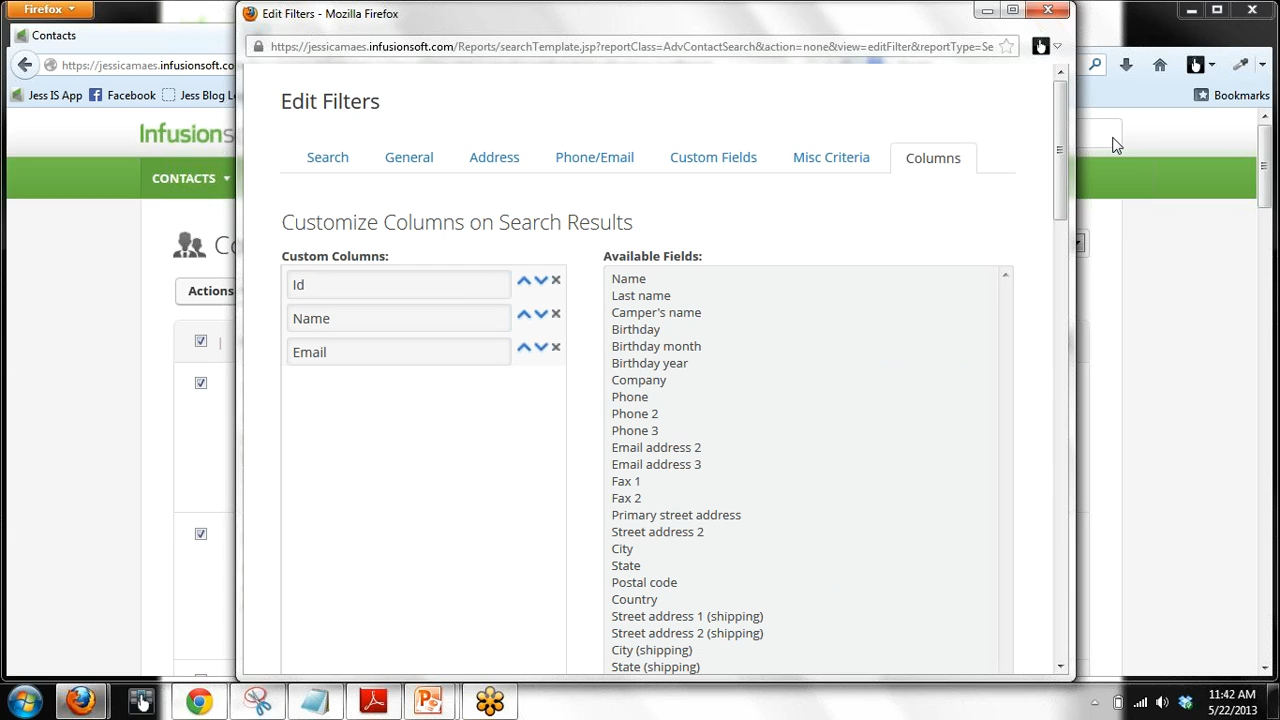 Firefox
Edit Filters - Mozilla Firefox
Contacts
https://jessicamaes.infusionsoft.com/Reports/searchTemplate.jsp?reportClass=AdvContactSearch&action=none&view=editFilter&reportType=Se
https://jessicamaes.infusionsoft.co
Jess IS App
Facebook
Jess Blog L
Bookmarks
Infusions
CONTACTS
Co
Actions
Edit Filters
Search General Address Phone/Email Custom Fields Misc Criteria Columns
Customize Columns on Search Results
Custom Columns:
Id
Name
Email
Available Fields:
Name
Last name
Camper's name
Birthday
Birthday month
Birthday year
Company
Phone
Phone 2
Phone 3
Email address 2
Email address 3
Fax 1
Fax 2
Primary street address
Street address 2
City
State
Postal code
Country
Street address 1 (shipping)
Street address 2 (shipping)
City (shipping)
State (shipping)
11:42 AM
5/22/2013